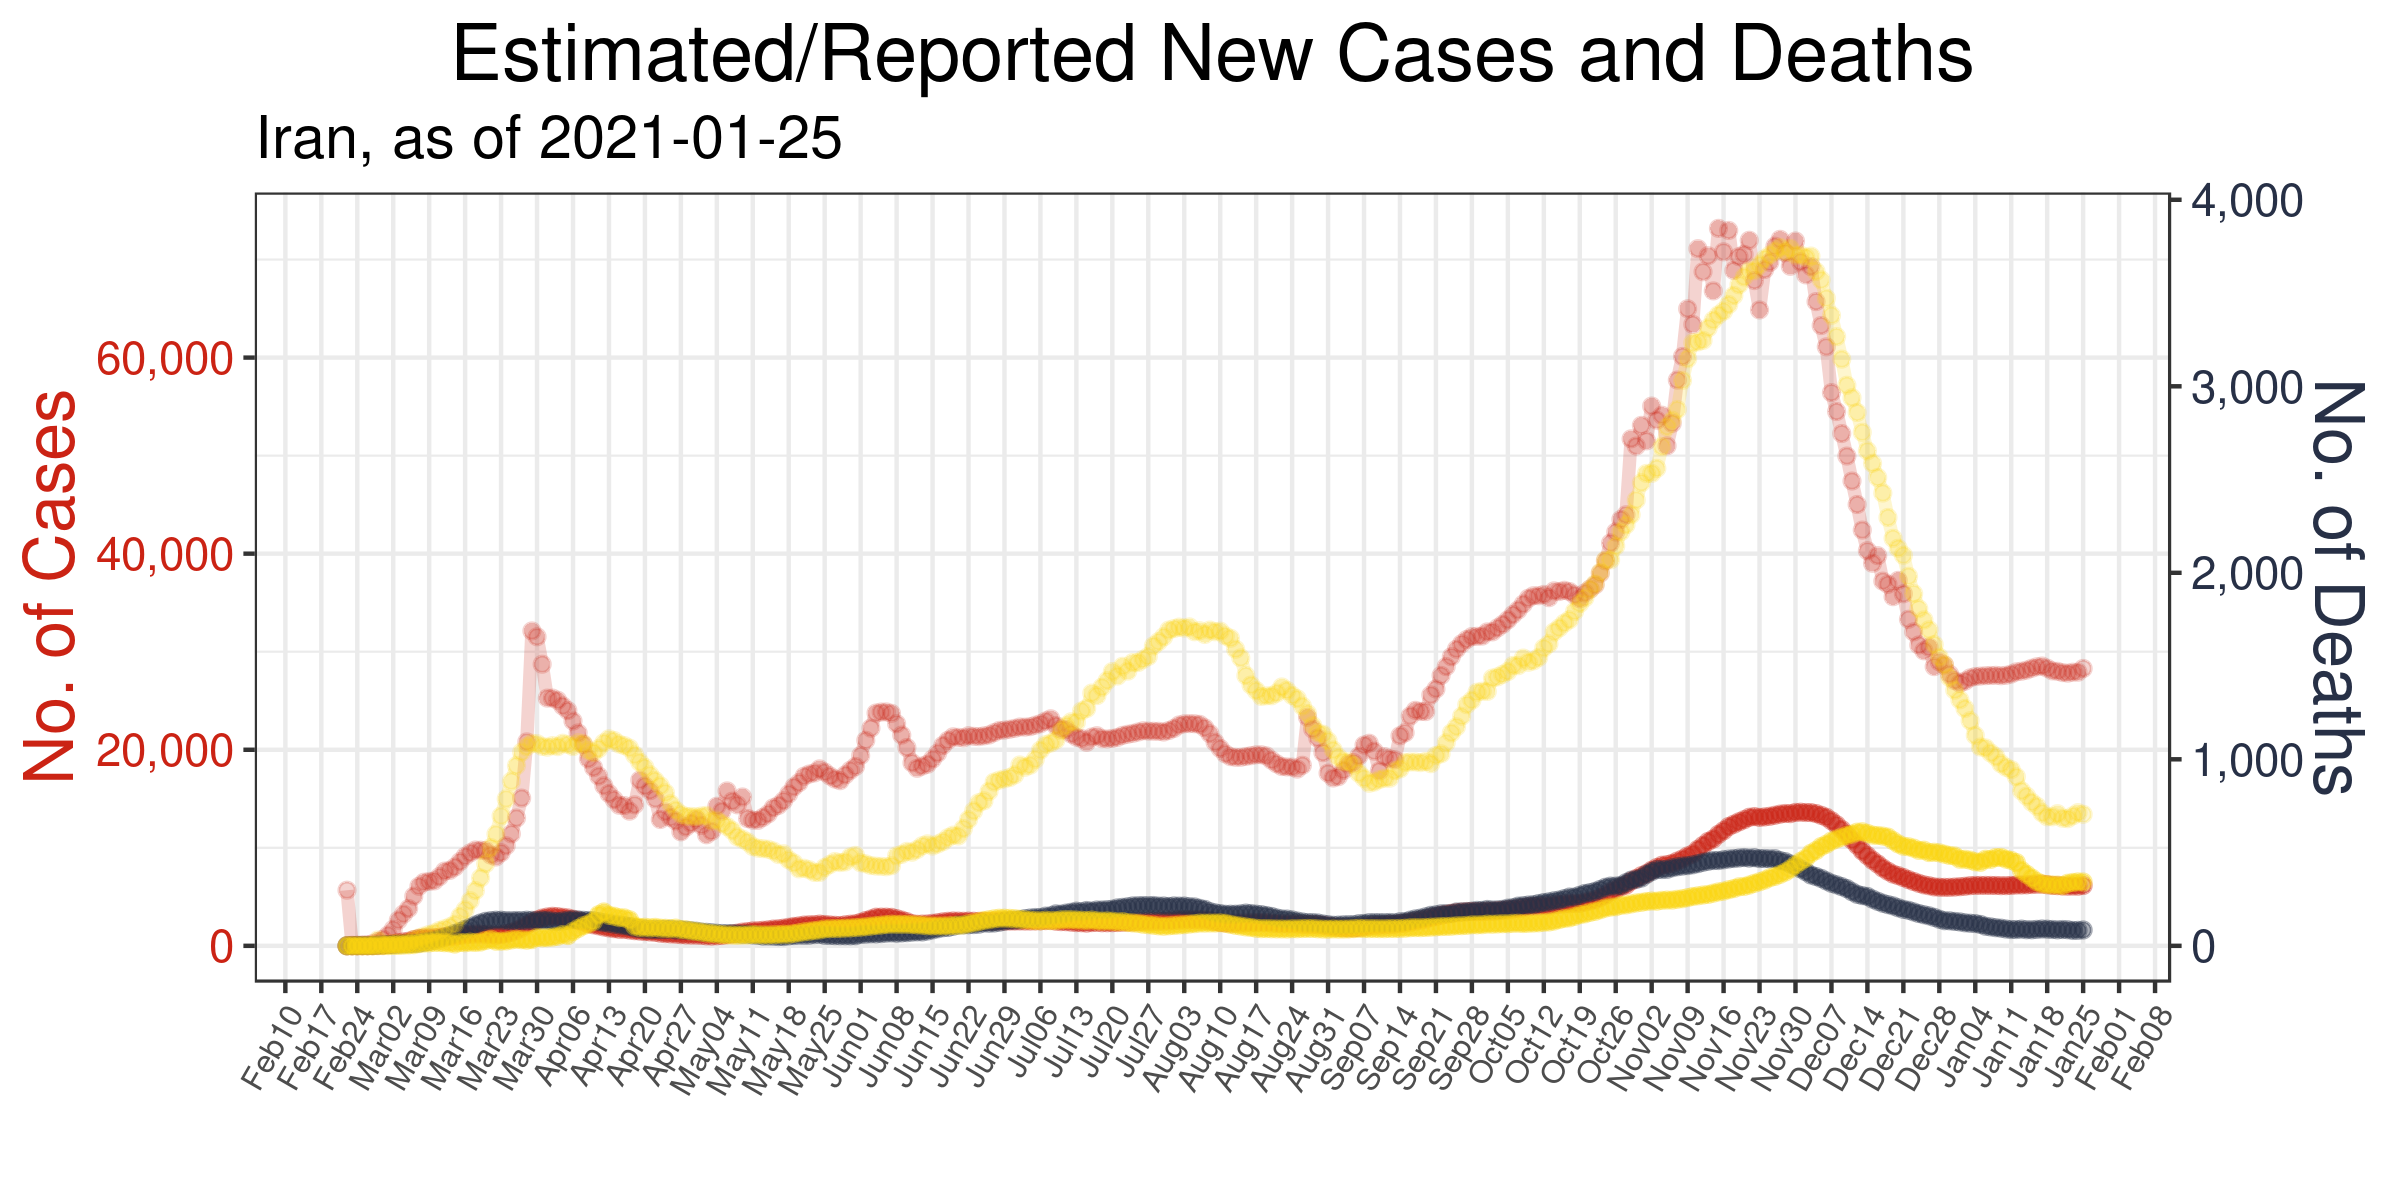 Estimated/Reported New Cases and Deaths
Iran, as of 2021-01-25
No. of Cases
60,000
40,000
20,000
0
4,000
3,000
2,000
1,000
0
No. of Deaths
Feb10
Feb17
Feb24
Mar02
Mar09
Mar16
Mar23
Mar30
Apr06
Apr13
Apr20
Apr27
May04
May11
May18
May25
Jun01
Jun08
Jun15
Jun22
Jun29
Jul06
Jul13
Jul20
Jul27
Aug03
Aug10
Aug17
Aug24
Aug31
Sep07
Sep14
Sep21
Sep28
Oct05
Oct12
Oct19
Oct26
Nov02
Nov09
Nov16
Nov23
Nov30
Dec07
Dec14
Dec21
Dec28
Jan04
Jan11
Jan18
Jan25
Feb01
Feb08